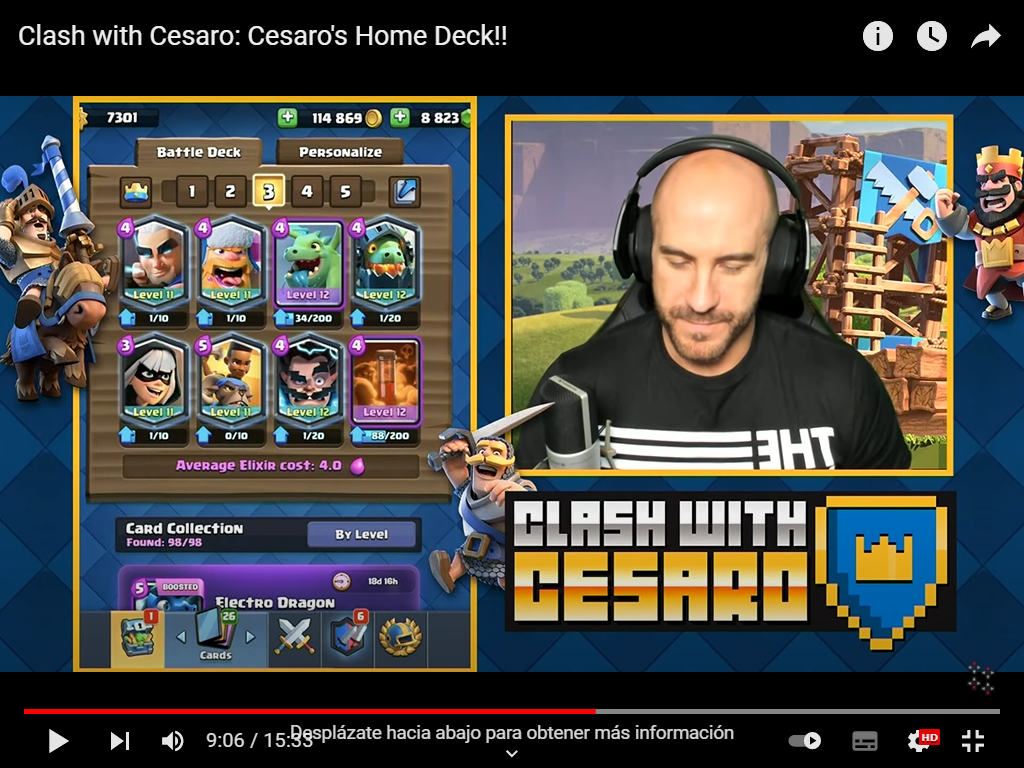 Clash with Cesaro: Cesaro's Home Deck!!
7301
114 869
8 823
Battle Deck
Personalize
1 2 3 4 5
4 4 4 4
Level 11 Level 11 Level 12 Level 12
1/10 1/10 34/200 1/20
3 5 4 4
Level 11 Level 11 Level 12 Level 12
1/10 0/10 1/20 88/200
Average Elixir cost: 4.0
Card Collection
Found: 98/98
By Level
5 BOOSTED
18d 16h
Electro Dragon
1
26
6
Cards
THE
CLASH WITH
CESARO
9:06 / 15:33
Desplázate hacia abajo para obtener más información
HD